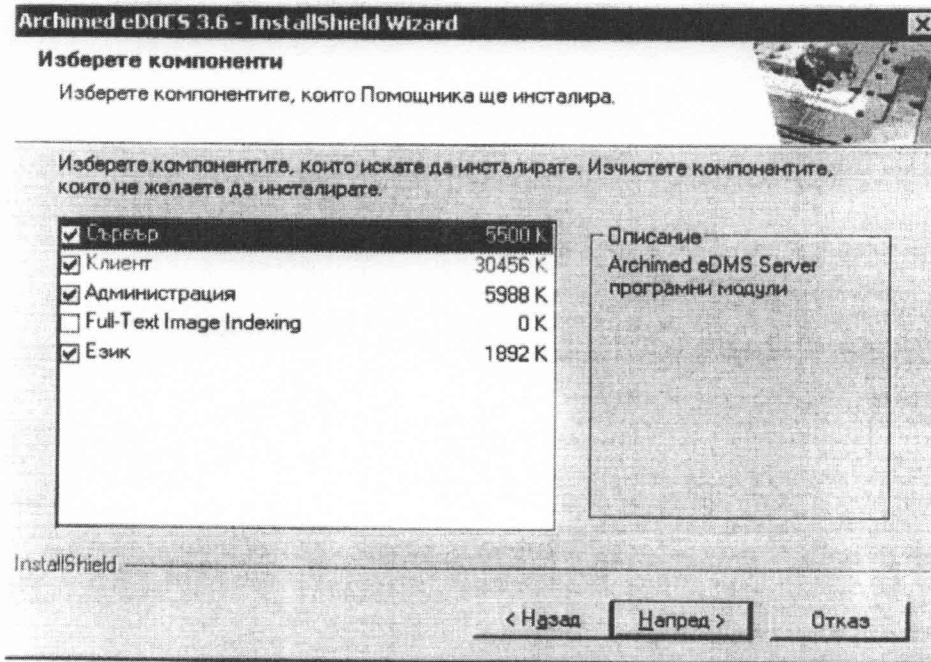 Archimed eDOCS 3.6 - InstallShield Wizard
Изберете компоненти
Изберете компонентите, които Помощника ще инсталира.
Изберете компонентите, които искате да инсталирате. Изчистете компонентите,
които не желаете да инсталирате.
Сървър 5500 K
Клиент 30456 K
Администрация 5988 K
Full-Text Image Indexing 0 K
Език 1892 K
Описание
Archimed eDMS Server
програмни модули
InstallShield
< Назад
Напред >
Отказ